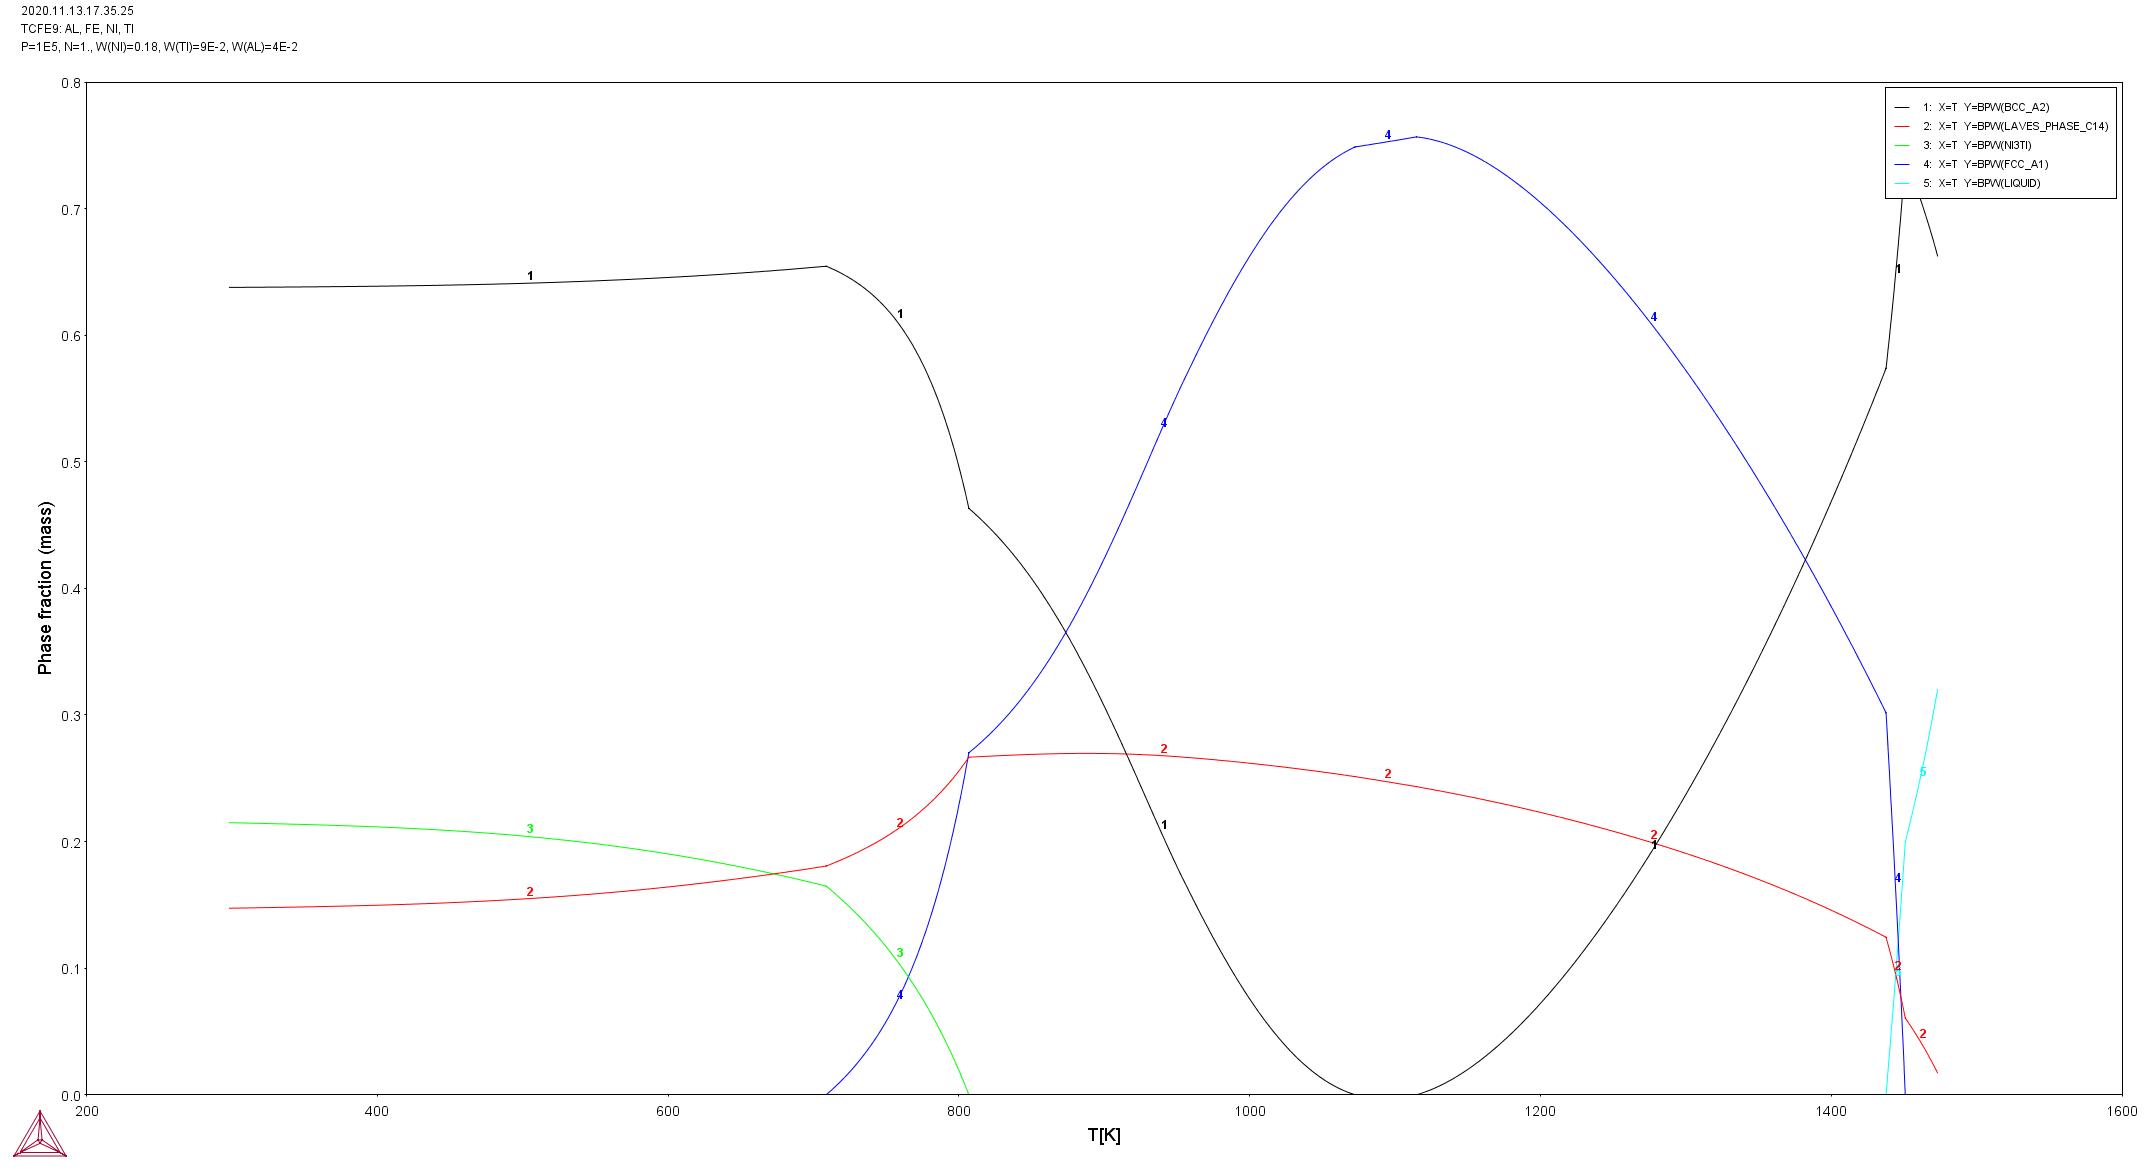 2020.11.13.17.35.25
TCFE9: AL, FE, NI, TI
P=1E5, N=1., W(NI)=0.18, W(TI)=9E-2, W(AL)=4E-2
1: X=T Y=BPW(BCC_A2)
2: X=T Y=BPW(LAVES_PHASE_C14)
3: X=T Y=BPW(NI3TI)
4: X=T Y=BPW(FCC_A1)
5: X=T Y=BPW(LIQUID)
Phase fraction (mass)
0.8
0.7
0.6
0.5
0.4
0.3
0.2
0.1
0.0
4 4
1 1 1
4
4
2 2
5
3 2 2
1 1
2 4
3 2
4 2
200 400 600 800 1000 1200 1400 1600
T[K]